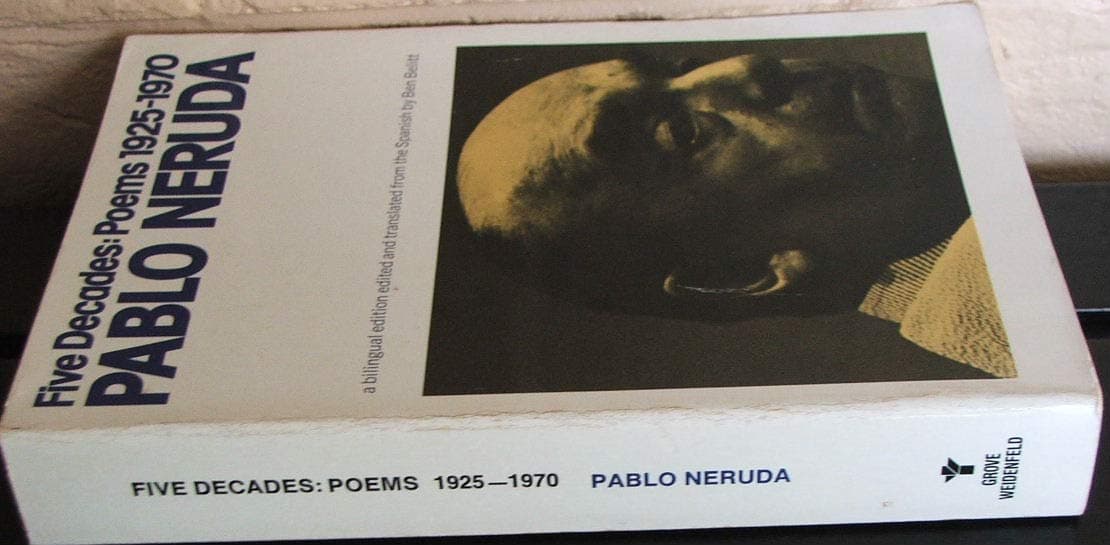 Five Decades: Poems 1925-1970
PABLO NERUDA
a bilingual edition edited and translated from the Spanish by Ben Belitt
FIVE DECADES: POEMS 1925—1970 PABLO NERUDA
GROVE
WEIDENFELD